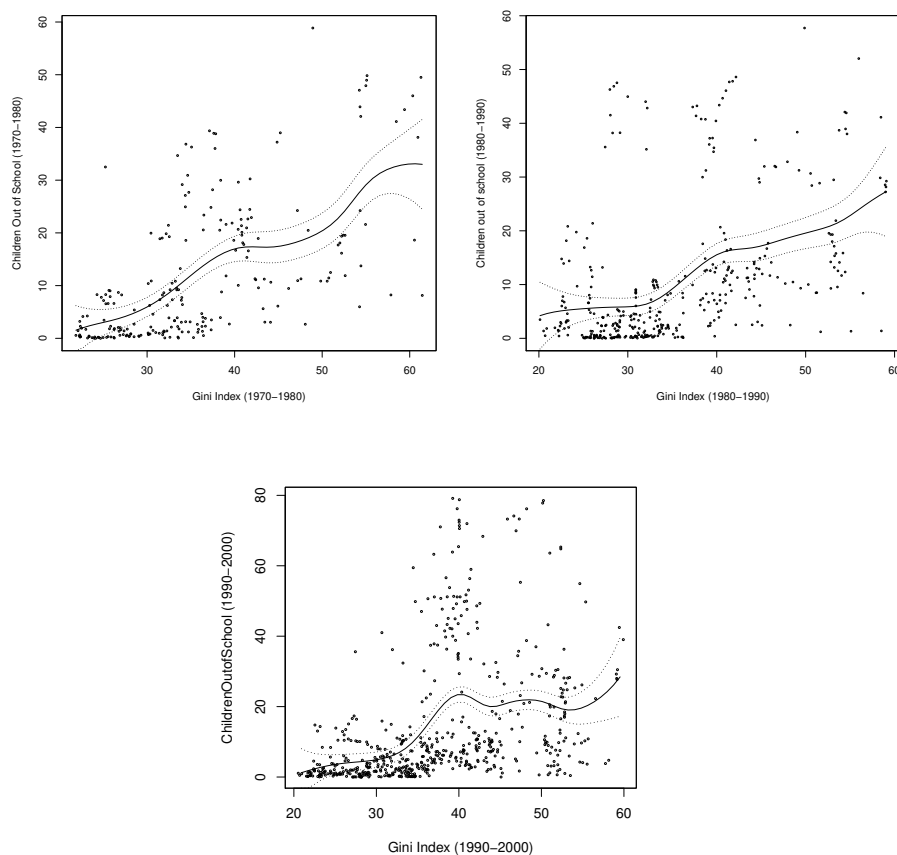 60
50
40
30
20
10
0
Children Out of School (1970−1980)
30 40 50 60
Gini Index (1970−1980)
60
50
40
30
20
10
0
Children Out of school (1980−1990)
20 30 40 50 60
Gini Index (1980−1990)
80
60
40
20
0
ChildrenOutofSchool (1990−2000)
20 30 40 50 60
Gini Index (1990−2000)